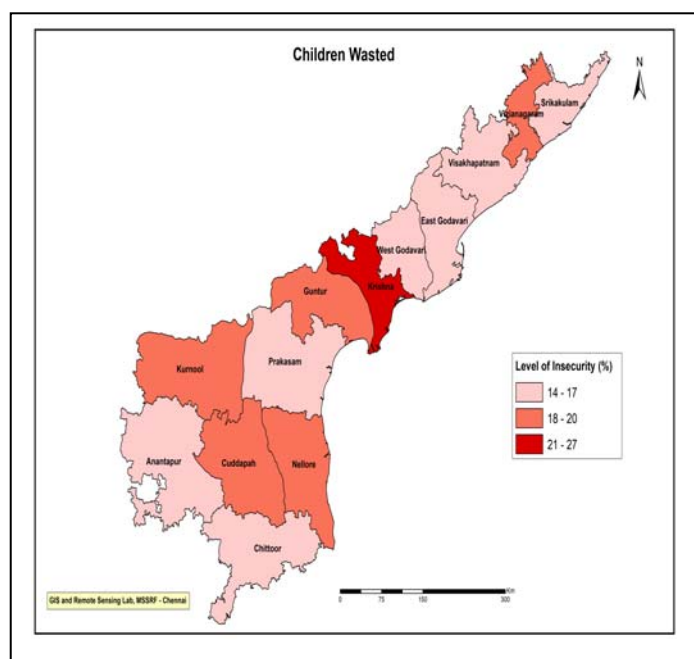 Children Wasted
N
Srikakulam
Vizianagaram
Visakhapatnam
East Godavari
West Godavari
Krishna
Guntur
Prakasam
Kurnool
Level of Insecurity (%)
14 - 17
18 - 20
21 - 27
Anantapur
Cuddapah
Nellore
Chittoor
GIS and Remote Sensing Lab, MSSRF - Chennai
Km
0 75 150 300